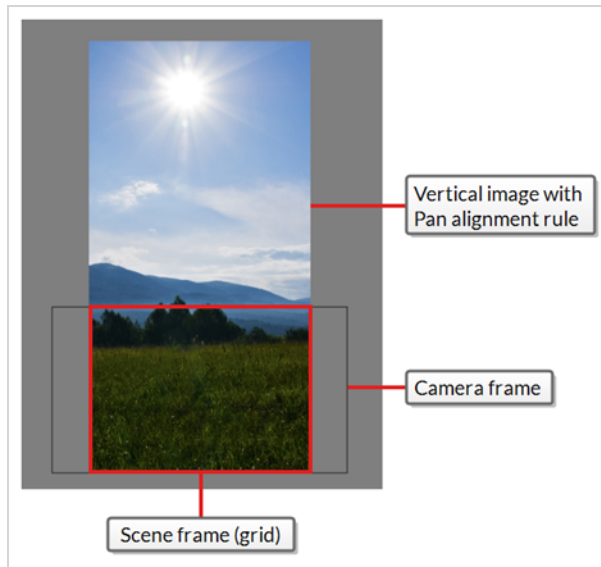 Vertical image with
Pan alignment rule
Camera frame
Scene frame (grid)